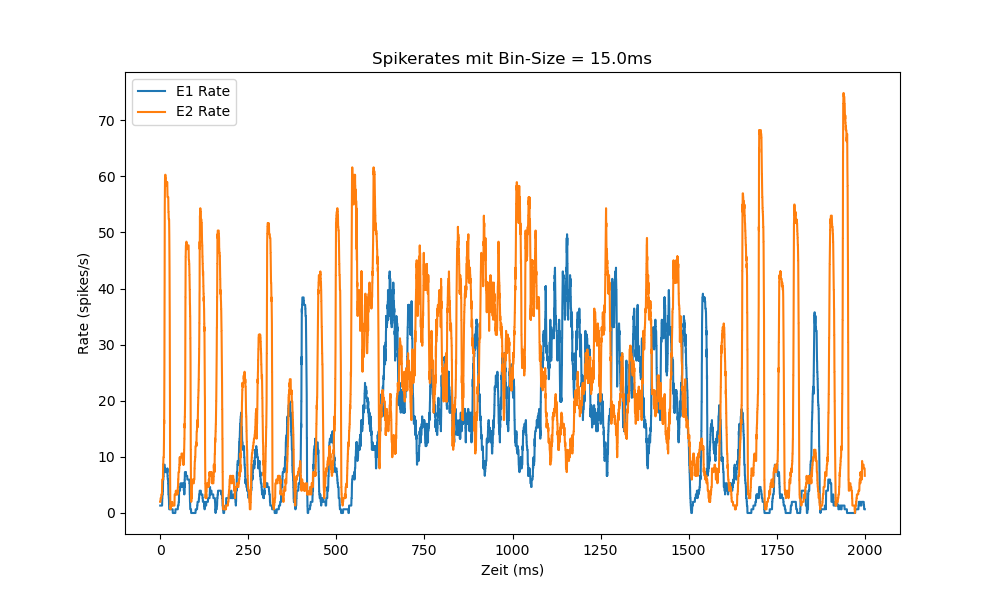 Spikerates mit Bin-Size = 15.0ms
E1 Rate
E2 Rate
Rate (spikes/s)
70
60
50
40
30
20
10
0
0 250 500 750 1000 1250 1500 1750 2000
Zeit (ms)